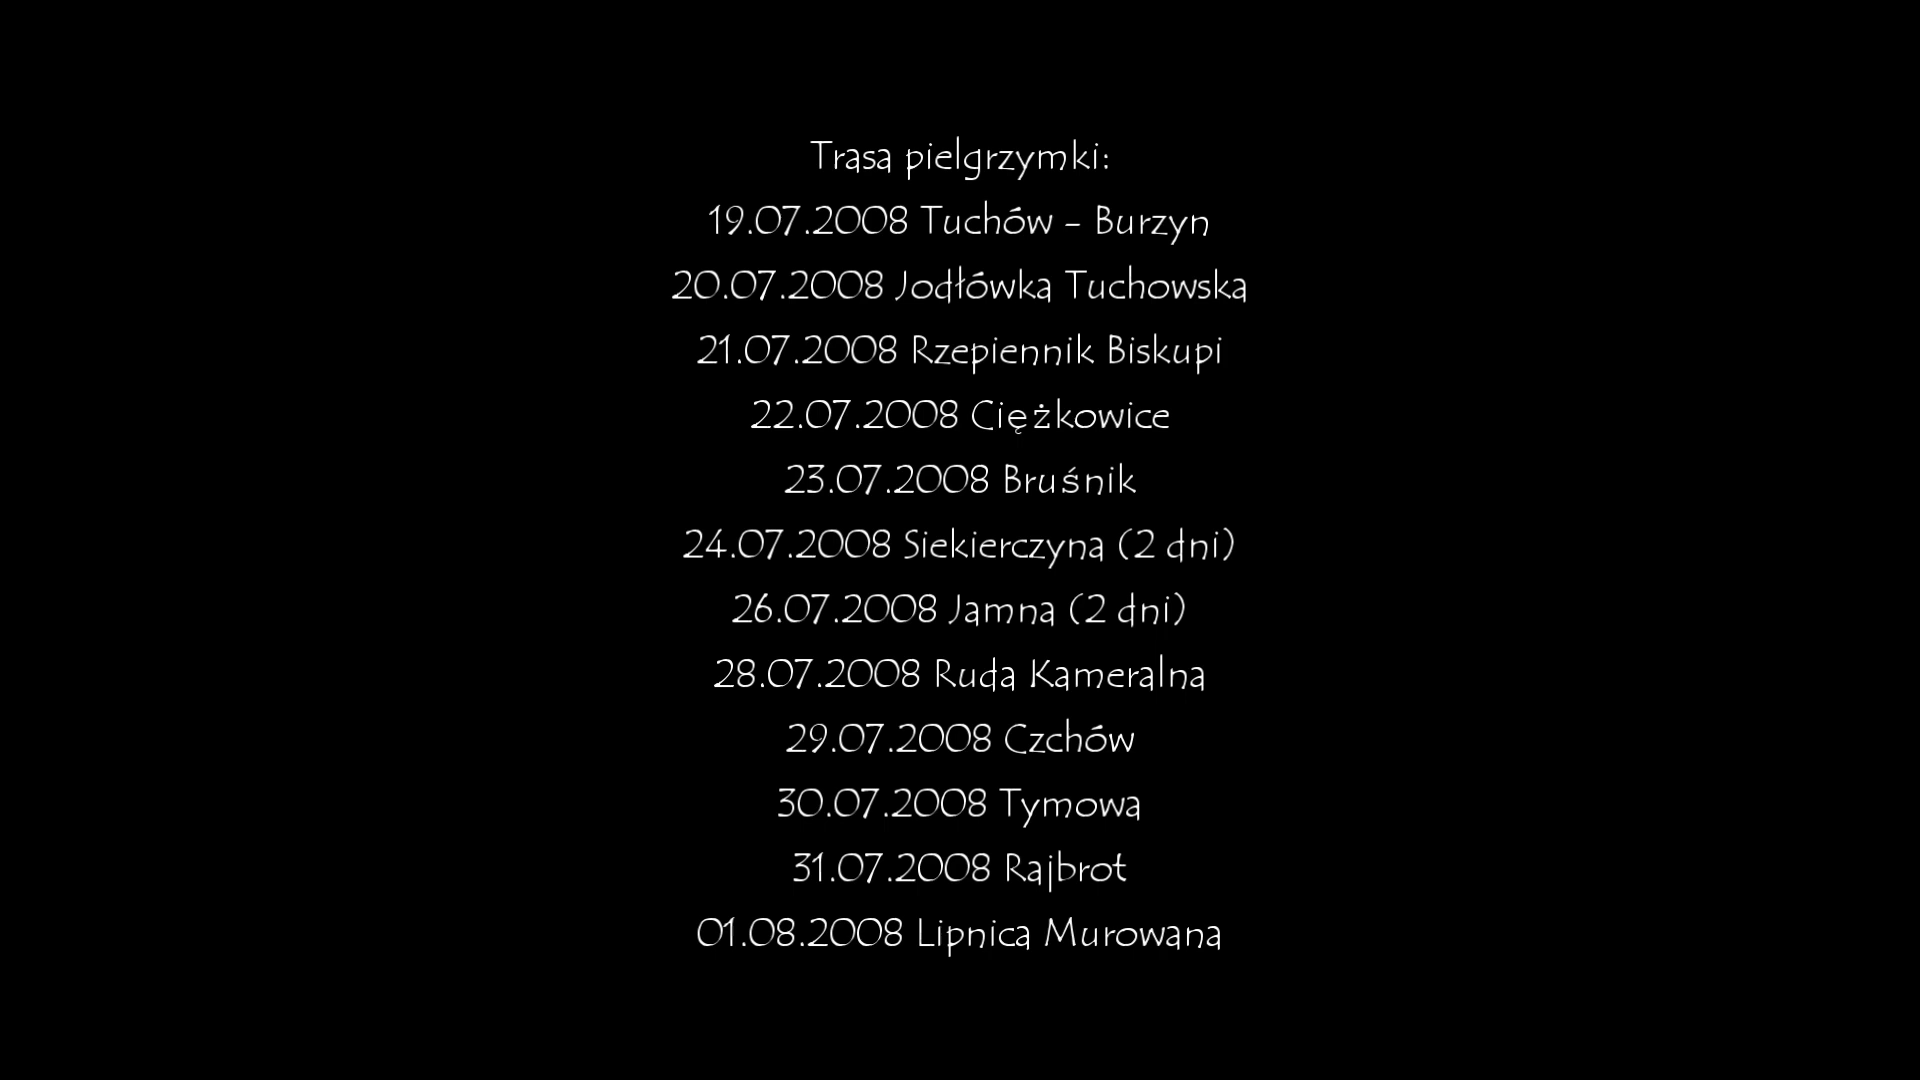 Trasa pielgrzymki:
19.07.2008 Tuchów - Burzyn
20.07.2008 Jodłówka Tuchowska
21.07.2008 Rzepiennik Biskupi
22.07.2008 Ciężkowice
23.07.2008 Bruśnik
24.07.2008 Siekierczyna (2 dni)
26.07.2008 Jamna (2 dni)
28.07.2008 Ruda Kameralna
29.07.2008 Czchów
30.07.2008 Tymowa
31.07.2008 Rajbrot
01.08.2008 Lipnica Murowana